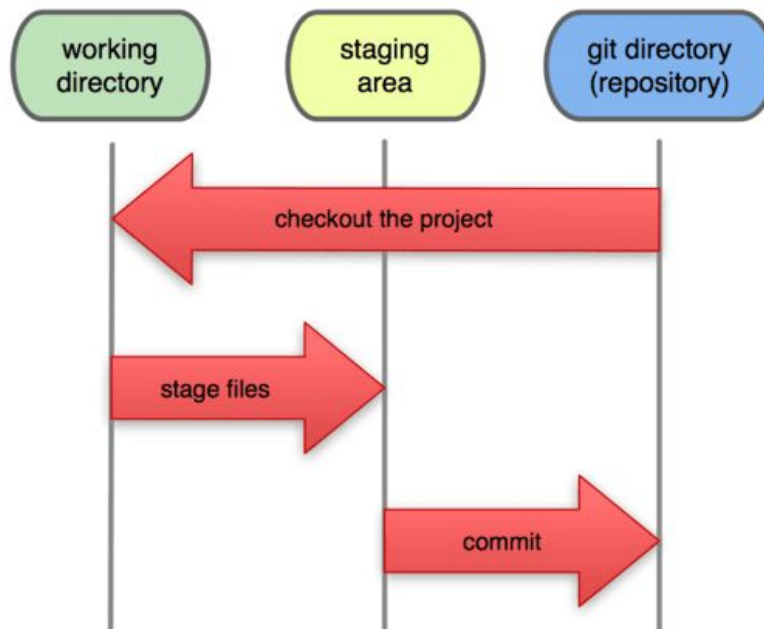 working
directory
staging
area
git directory
(repository)
checkout the project
stage files
commit